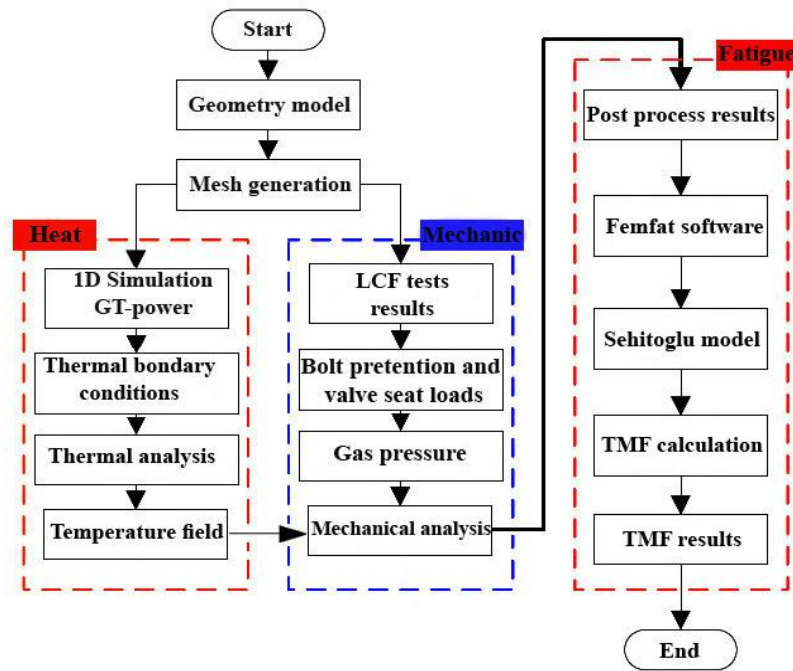 Start
Geometry model
Mesh generation
Heat
1D Simulation
GT-power
Thermal bondary
conditions
Thermal analysis
Temperature field
Mechanic
LCF tests
results
Bolt pretention and
valve seat loads
Gas pressure
Mechanical analysis
Fatigue
Post process results
Femfat software
Sehitoglu model
TMF calculation
TMF results
End